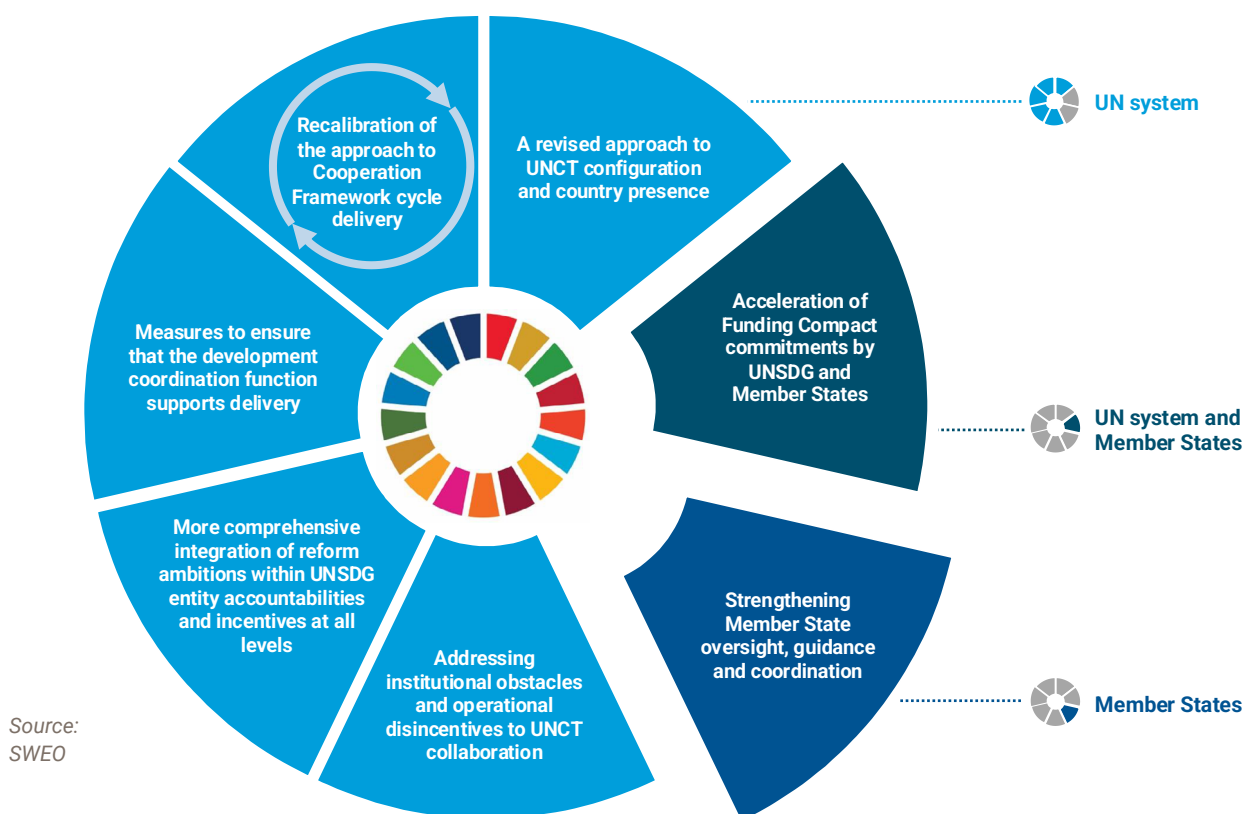 Recalibration of
the approach to
Cooperation
Framework cycle
delivery
A revised approach to
UNCT configuration
and country presence
UN system
Acceleration of
Funding Compact
commitments by
UNSDG and
Member States
UN system and
Member States
Measures to ensure
that the development
coordination function
supports delivery
More comprehensive
integration of reform
ambitions within UNSDG
entity accountabilities
and incentives at all
levels
Addressing
institutional obstacles
and operational
disincentives to UNCT
collaboration
Strengthening
Member State
oversight, guidance
and coordination
Member States
Source:
SWEO